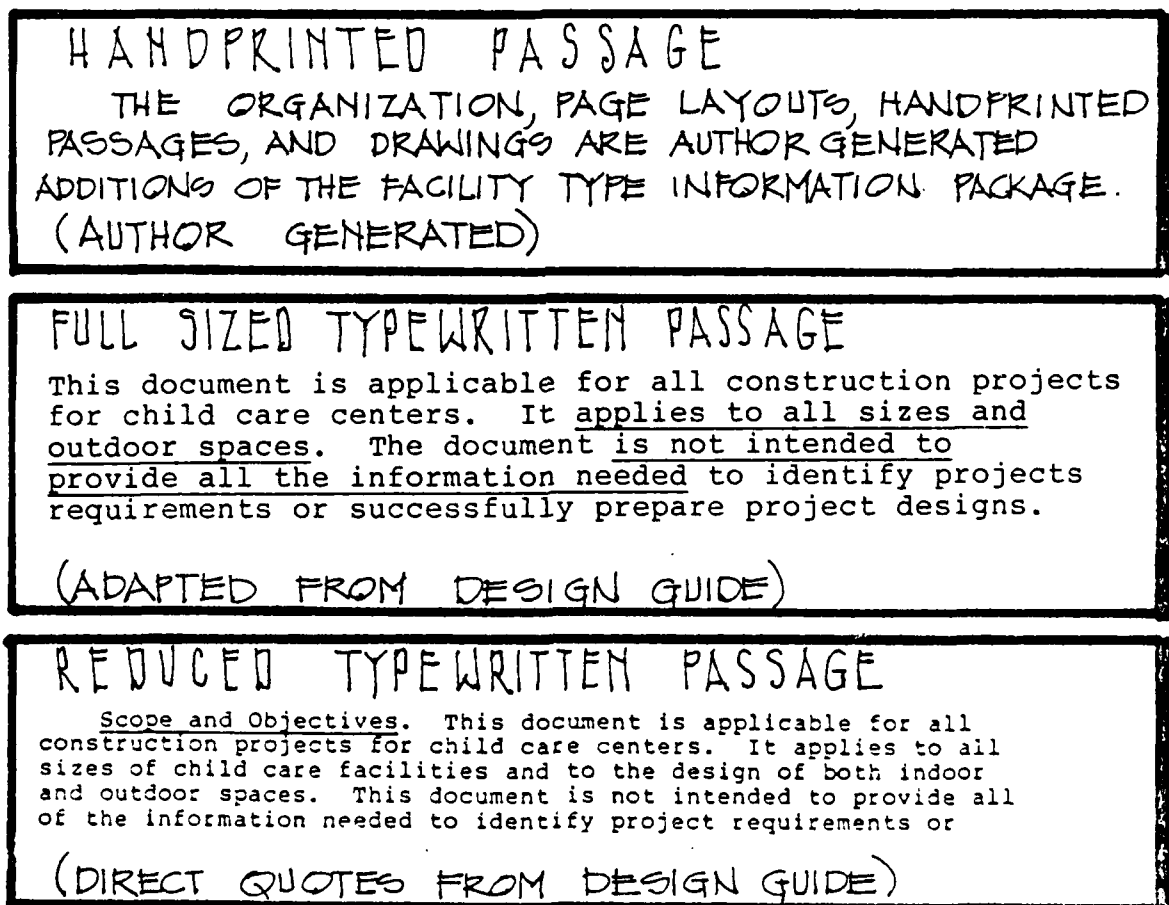 HANDPRINTED PASSAGE
THE ORGANIZATION, PAGE LAYOUTS, HANDPRINTED
PASSAGES, AND DRAWINGS ARE AUTHOR GENERATED
ADDITIONS OF THE FACILITY TYPE INFORMATION PACKAGE.
(AUTHOR GENERATED)
FULL SIZED TYPEWRITTEN PASSAGE
This document is applicable for all construction projects
for child care centers. It applies to all sizes and
outdoor spaces. The document is not intended to
provide all the information needed to identify projects
requirements or successfully prepare project designs.
(ADAPTED FROM DESIGN GUIDE)
REDUCED TYPEWRITTEN PASSAGE
Scope and Objectives. This document is applicable for all
construction projects for child care centers. It applies to all
sizes of child care facilities and to the design of both indoor
and outdoor spaces. This document is not intended to provide all
of the information needed to identify project requirements or
(DIRECT QUOTES FROM DESIGN GUIDE)